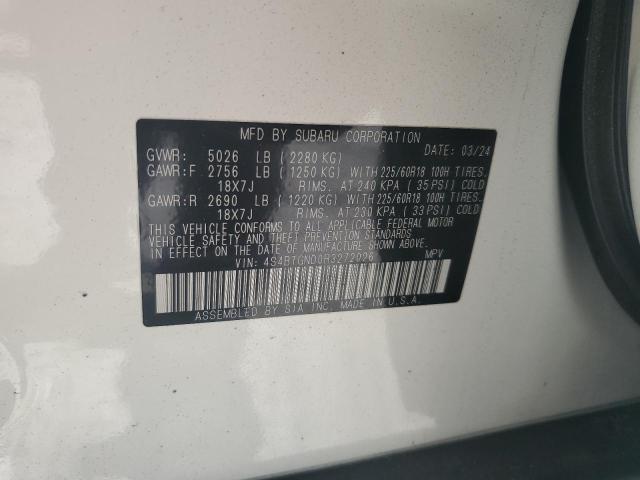 MFD BY SUBARU CORPORATION DATE: 03/24
GVWR: 5026 LB (2280 KG)
GAWR:F 2756 LB (1250 KG) WITH 225/60R18 100H TIRES,
18X7J RIMS, AT 240 KPA (35 PSI) COLD
GAWR:R 2690 LB (1220 KG) WITH 225/60R18 100H TIRES,
18X7J RIMS, AT 230 KPA (33 PSI) COLD
THIS VEHICLE CONFORMS TO ALL APPLICABLE FEDERAL MOTOR
VEHICLE SAFETY AND THEFT PREVENTION STANDARDS
IN EFFECT ON THE DATE OF MANUFACTURE SHOWN ABOVE.
VIN: 4S4BTGND0R3272026 MPV
ASSEMBLED BY SIA INC. MADE IN U.S.A.